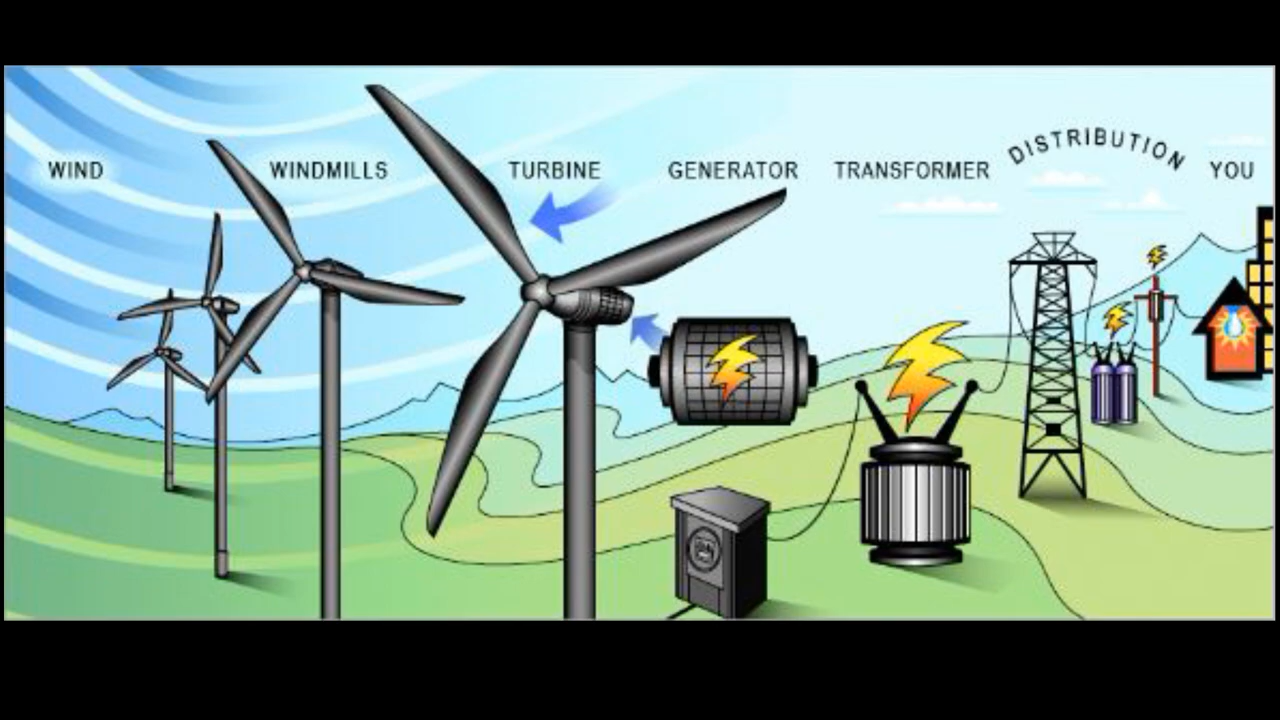 WIND
WINDMILLS
TURBINE
GENERATOR
TRANSFORMER
DISTRIBUTION
YOU